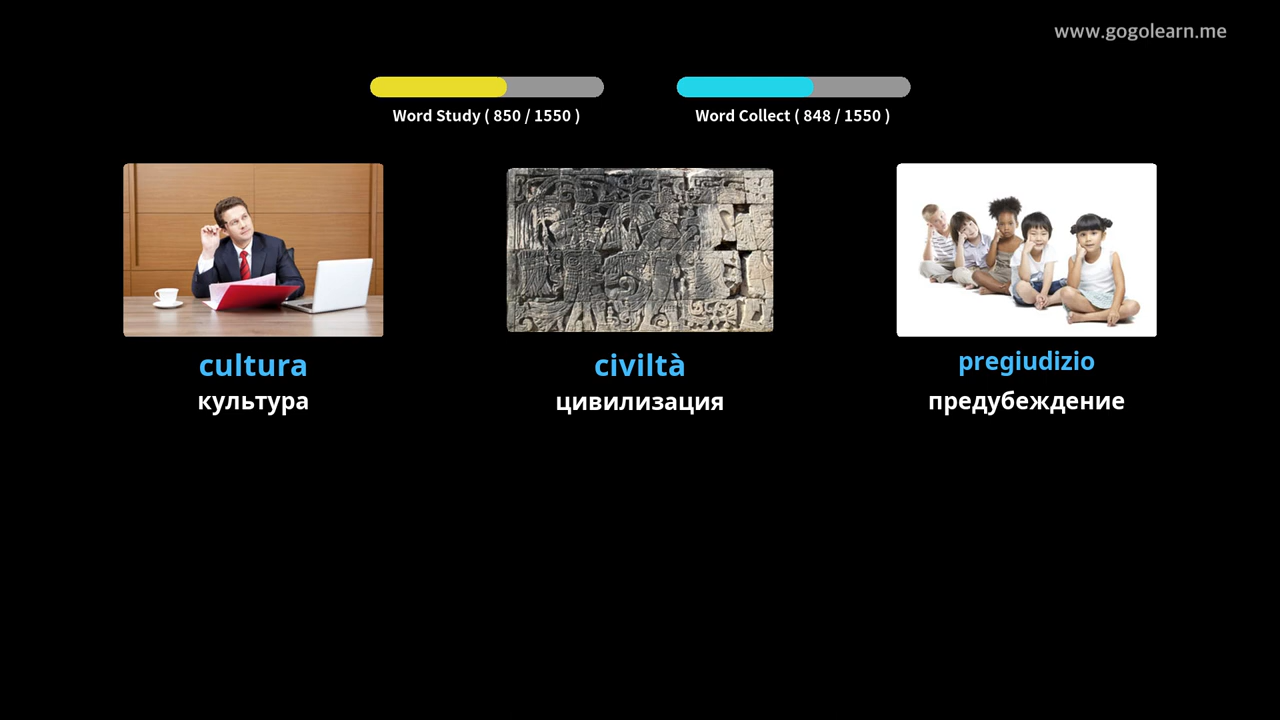 www.gogolearn.me
Word Study ( 850 / 1550 )
Word Collect ( 848 / 1550 )
cultura
культура
civiltà
цивилизация
pregiudizio
предубеждение